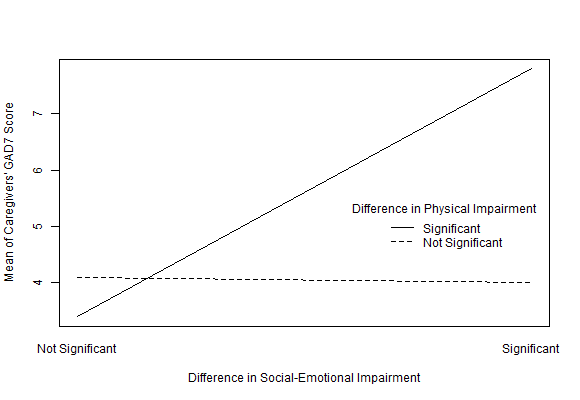 Mean of Caregivers' GAD7 Score
7
6
5
4
Difference in Physical Impairment
Significant
Not Significant
Not Significant
Significant
Difference in Social-Emotional Impairment